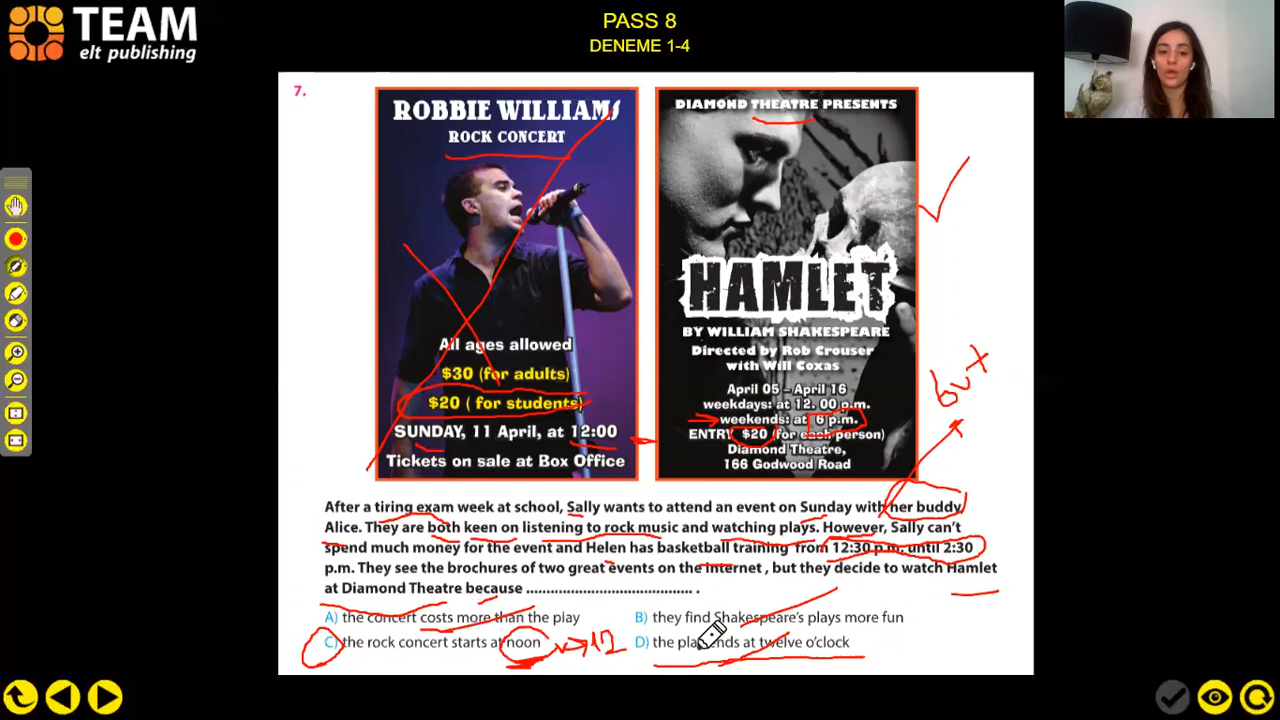 TEAM
elt publishing
PASS 8
DENEME 1-4
7.
ROBBIE WILLIAMS
ROCK CONCERT
All ages allowed
$30 (for adults)
$20 ( for students)
SUNDAY, 11 April, at 12:00
Tickets on sale at Box Office
DIAMOND THEATRE PRESENTS
HAMLET
BY WILLIAM SHAKESPEARE
Directed by Rob Crouser
with Will Coxas
April 05 – April 16
weekdays: at 12. 00 p.m.
weekends: at 6 p.m.
ENTRY $20 (for each person)
Diamond Theatre,
166 Godwood Road
but
After a tiring exam week at school, Sally wants to attend an event on Sunday with her buddy
Alice. They are both keen on listening to rock music and watching plays. However, Sally can't
spend much money for the event and Helen has basketball training from 12:30 p.m. until 2:30
p.m. They see the brochures of two great events on the internet , but they decide to watch Hamlet
at Diamond Theatre because .......................................... .
A) the concert costs more than the play
B) they find Shakespeare's plays more fun
C) the rock concert starts at noon
12
D) the play ends at twelve o'clock